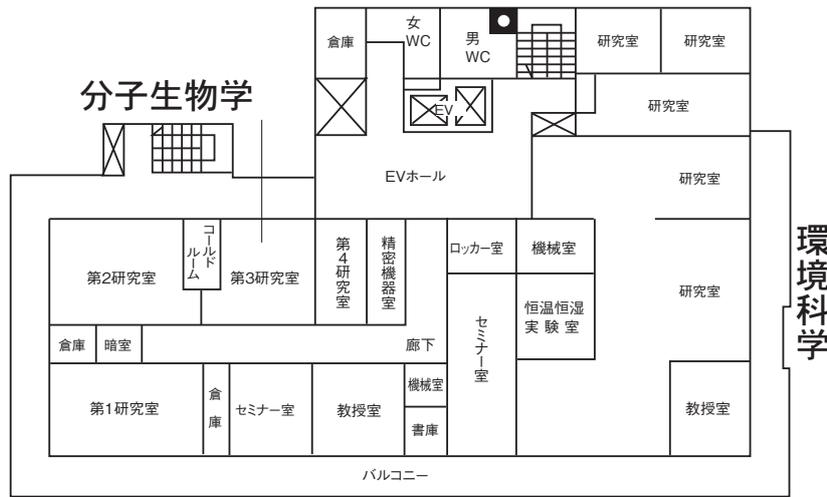 倉庫
女
WC
男
WC
研究室
研究室
分子生物学
EV
研究室
EVホール
研究室
環境科学
コールド
ルーム
第2研究室
第3研究室
第4研究室
精密機器室
ロッカー室
機械室
研究室
恒温恒湿
実験室
セミナー室
倉庫
暗室
廊下
第1研究室
倉庫
セミナー室
教授室
機械室
書庫
教授室
バルコニー